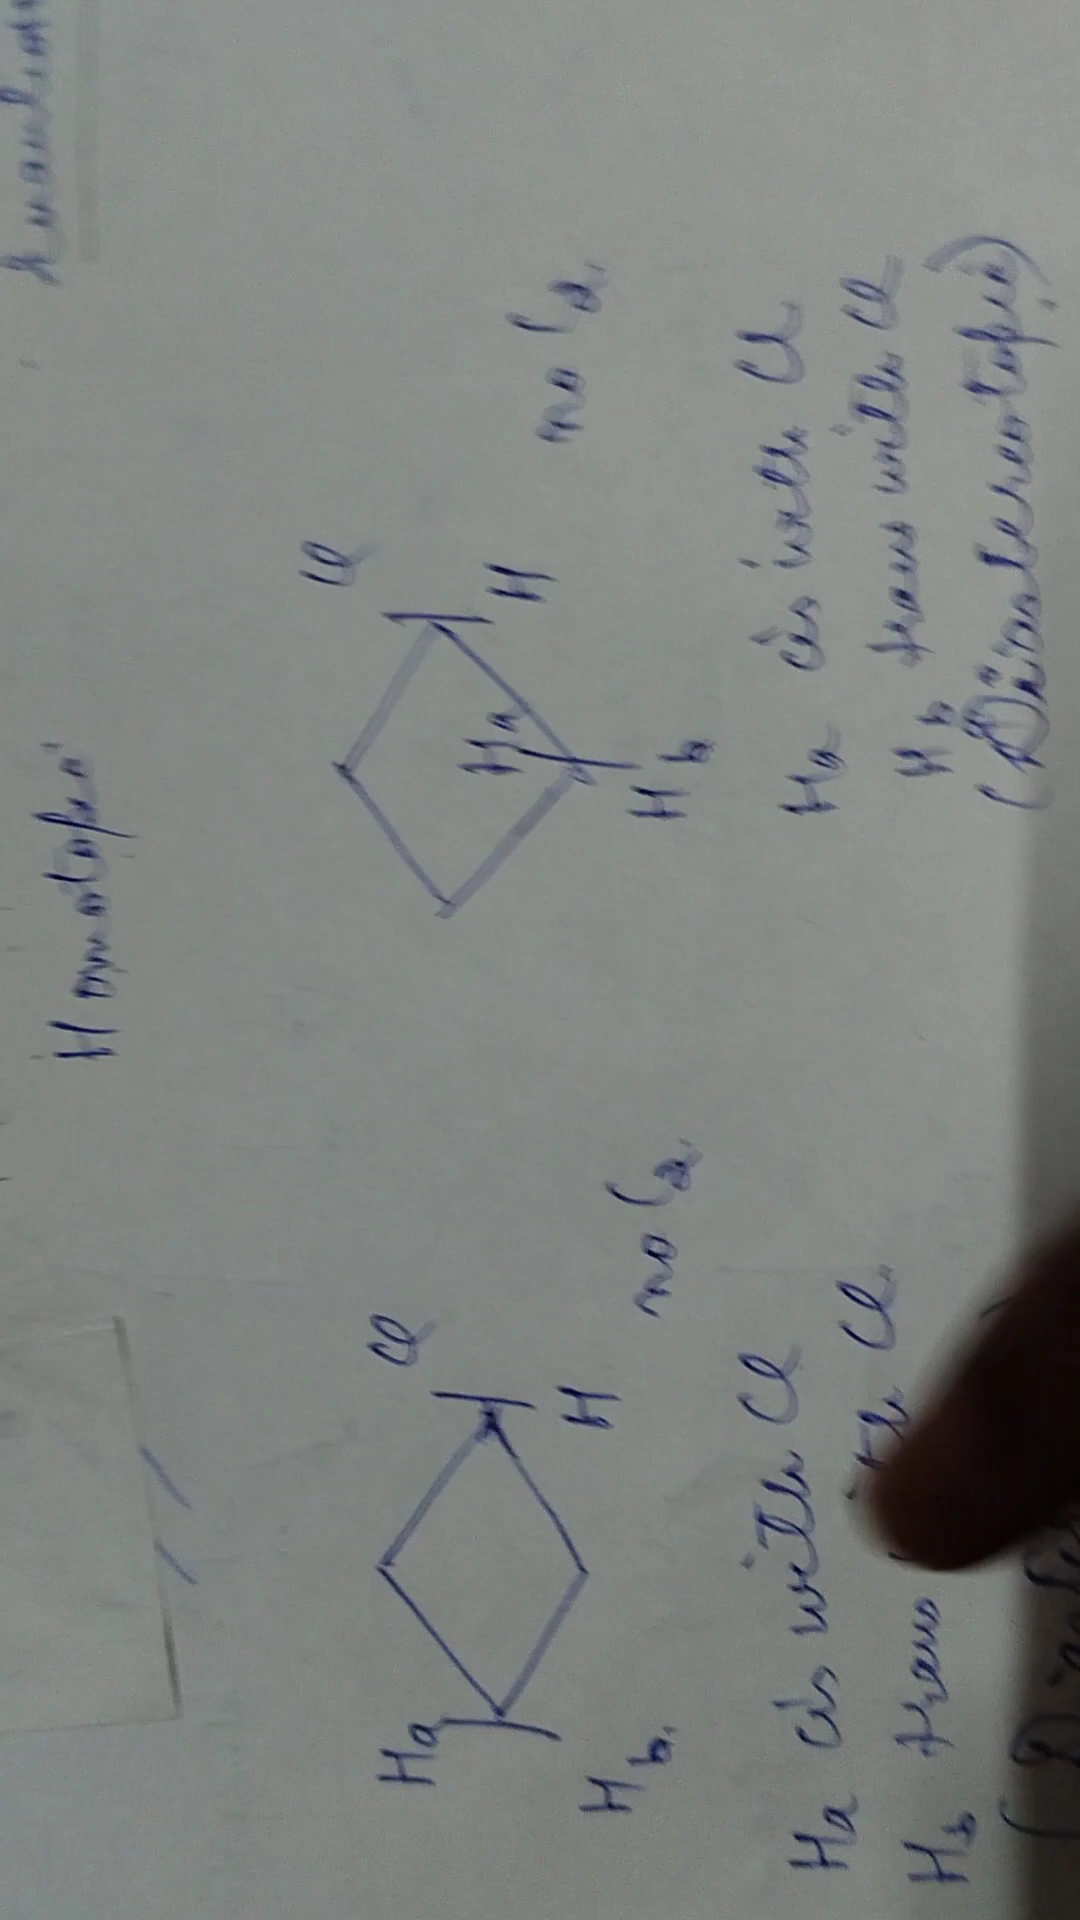 Homotopic
Ha
Cl
Hb
H
no C2
Ha cis with Cl
Hb trans Cl
Cl
Ha
H
Hb
no C2
Ha cis with Cl
Hb trans with Cl
(Diastereotopic)